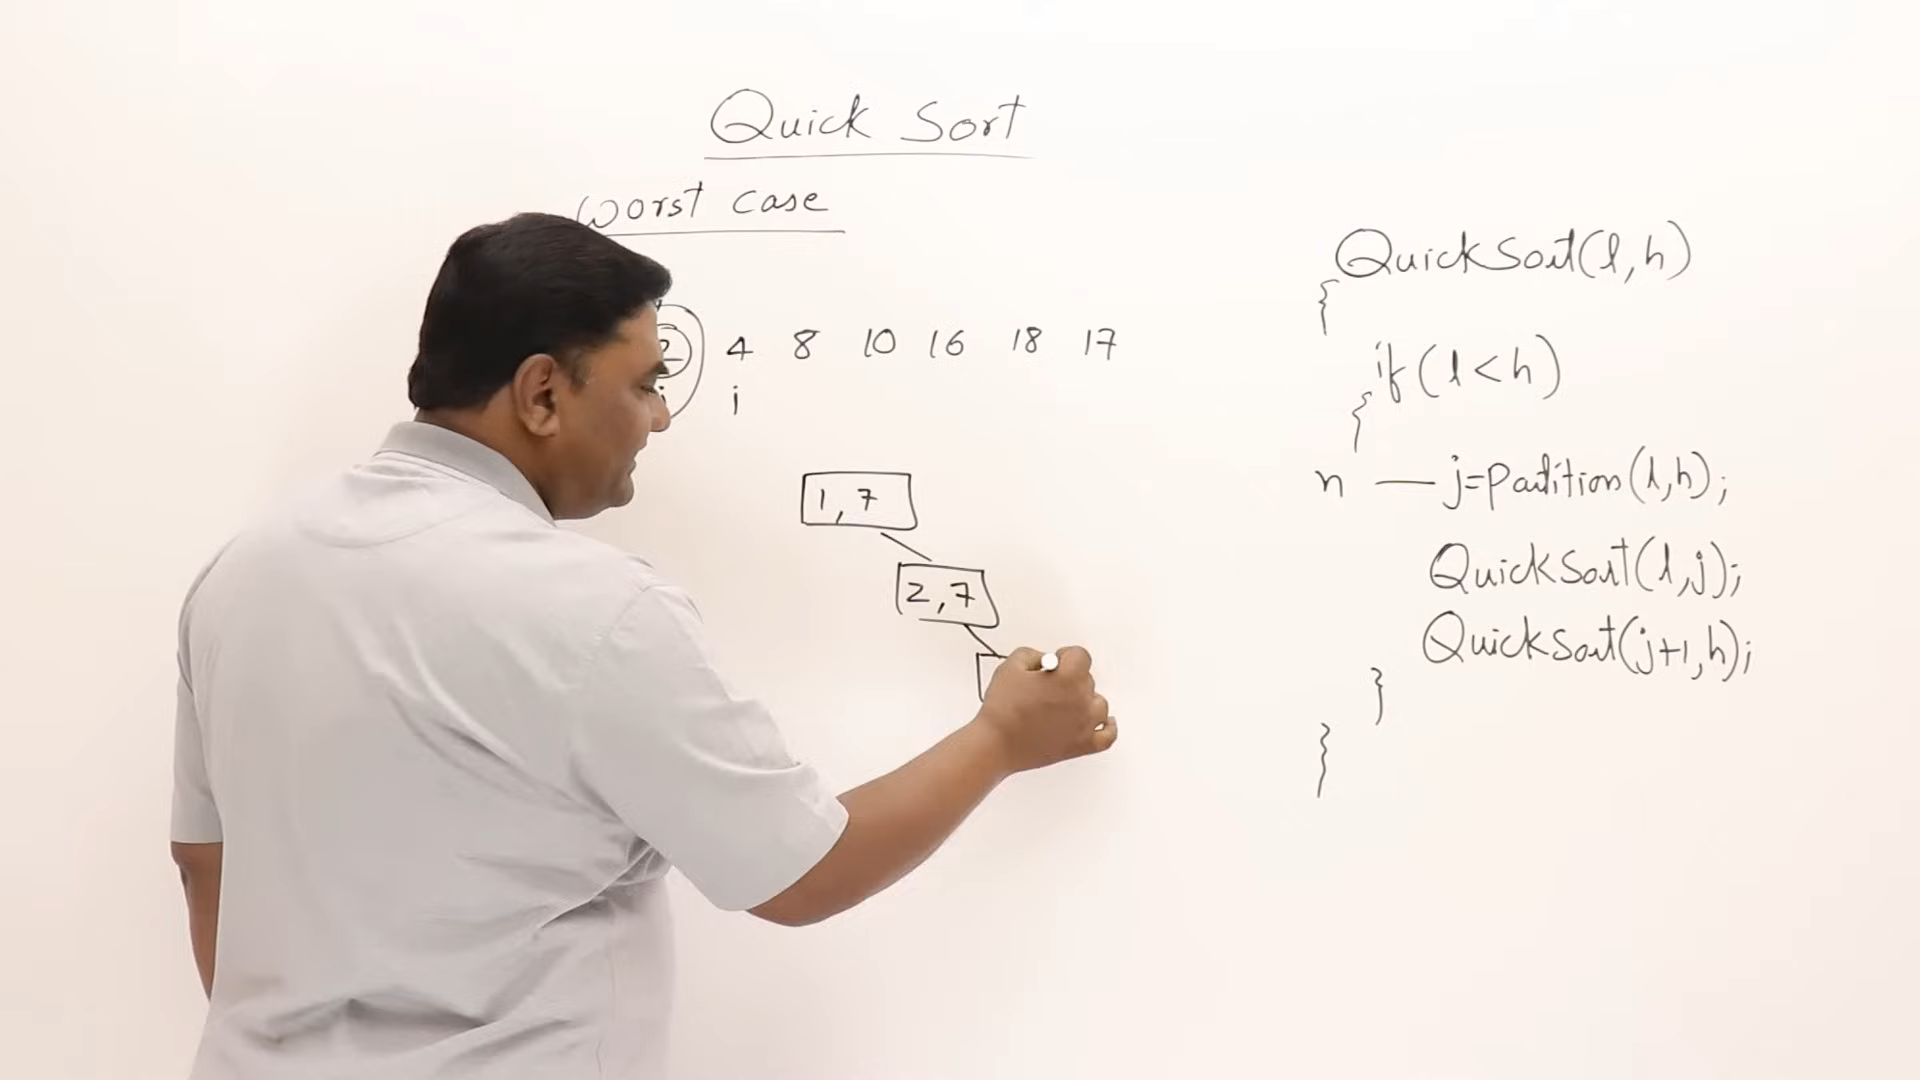 Quick Sort
Worst case
2 4 8 10 16 18 17
j
1, 7
2, 7
QuickSort(l, h)
{
if (l < h)
{
n — j=partition(l,h);
QuickSort(l,j);
QuickSort(j+1,h);
}
}